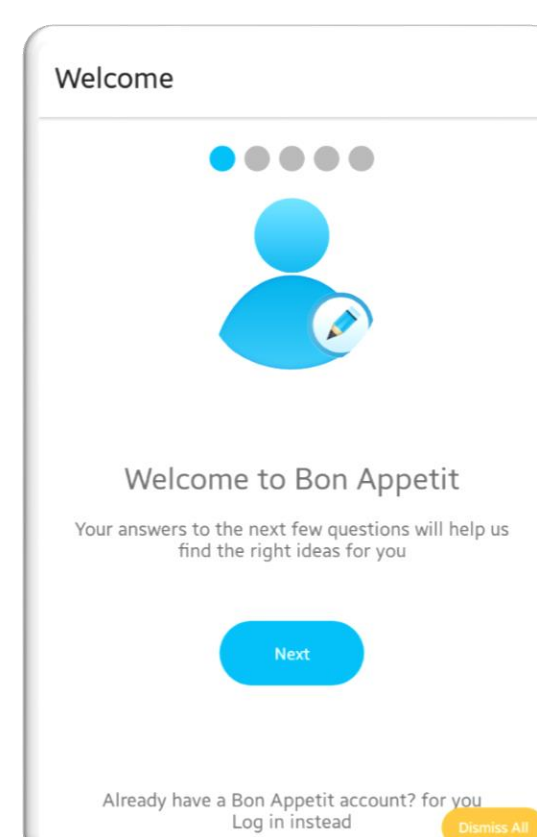 Welcome
Welcome to Bon Appetit
Your answers to the next few questions will help us
find the right ideas for you
Next
Already have a Bon Appetit account? for you
Log in instead
Dismiss All